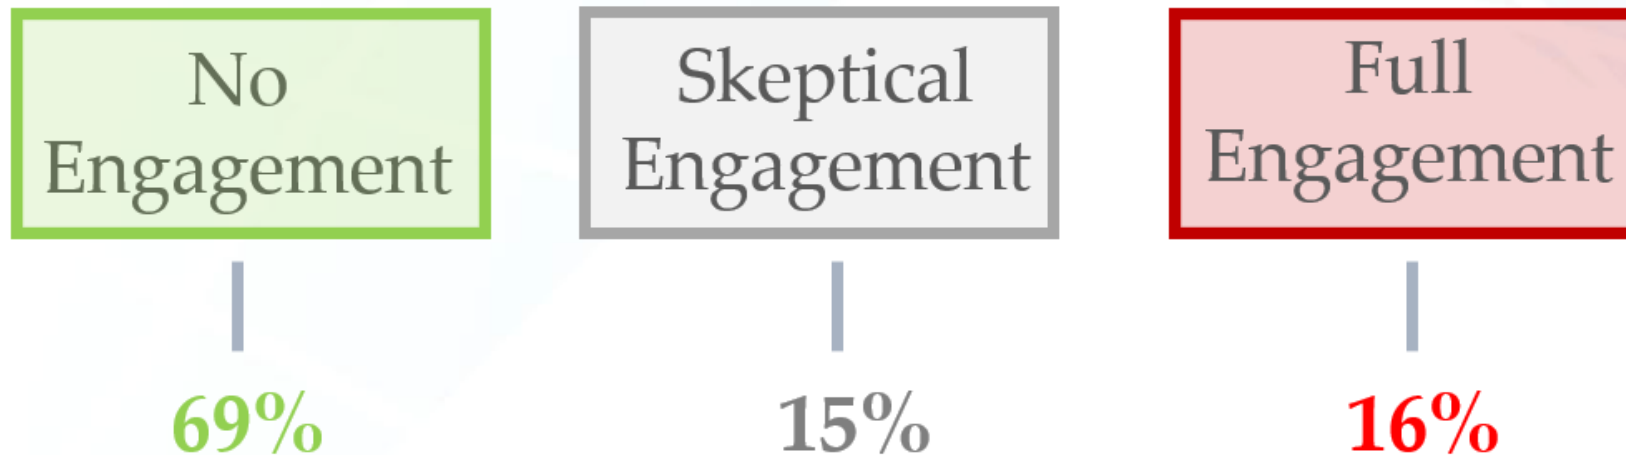 No
Engagement
Skeptical
Engagement
Full
Engagement
69%
15%
16%